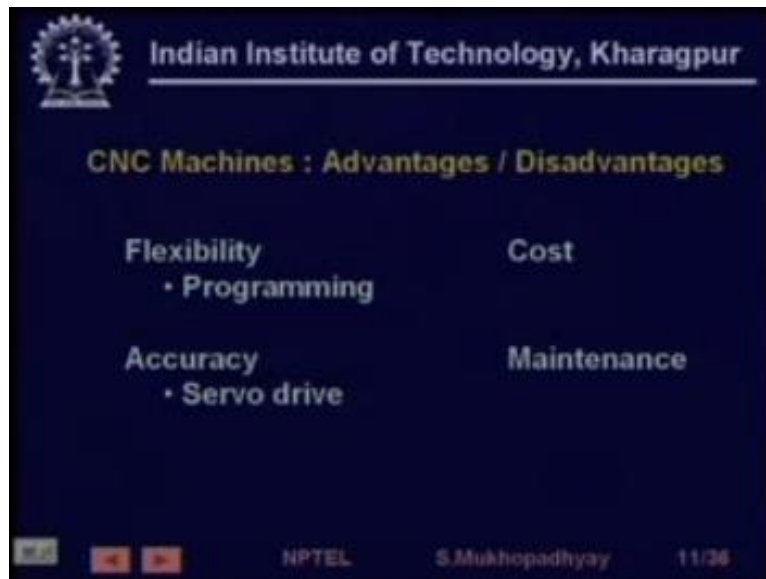 Indian Institute of Technology, Kharagpur
CNC Machines : Advantages / Disadvantages
Flexibility Cost
• Programming
Accuracy Maintenance
• Servo drive
NPTEL S.Mukhopadhyay 11/36